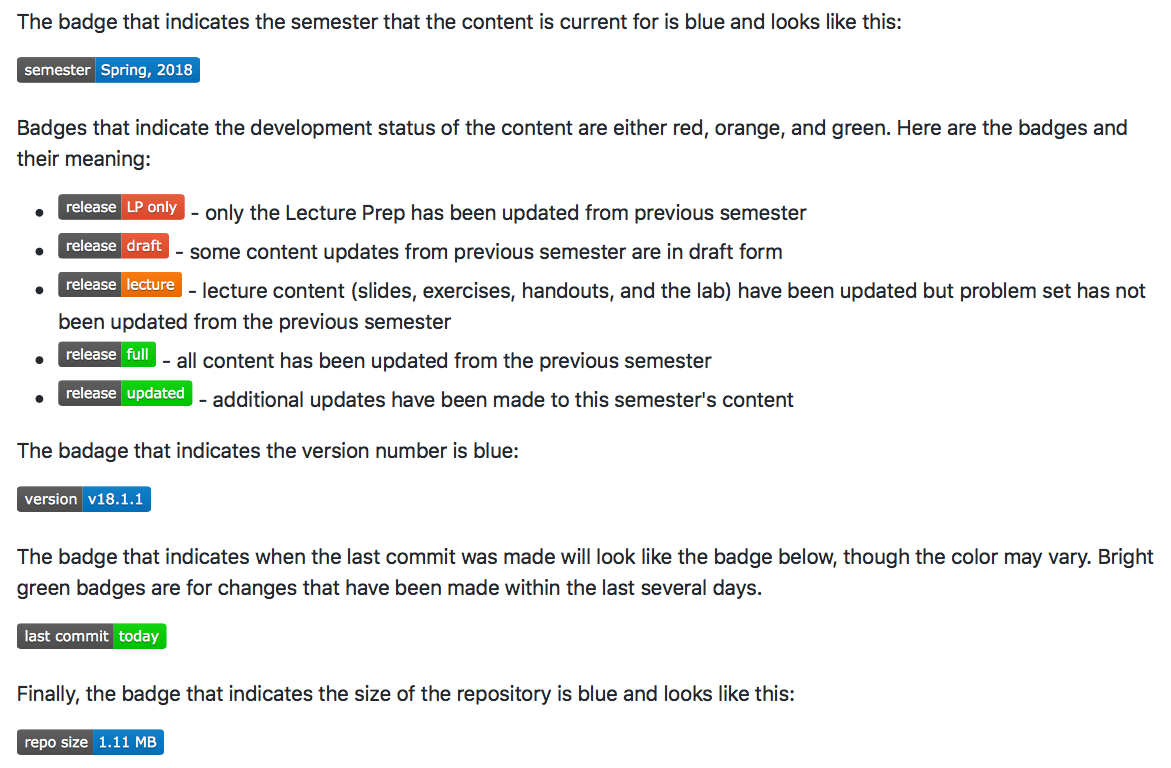 The badge that indicates the semester that the content is current for is blue and looks like this:
semester Spring, 2018
Badges that indicate the development status of the content are either red, orange, and green. Here are the badges and
their meaning:
• release LP only - only the Lecture Prep has been updated from previous semester
• release draft - some content updates from previous semester are in draft form
• release lecture - lecture content (slides, exercises, handouts, and the lab) have been updated but problem set has not
been updated from the previous semester
• release full - all content has been updated from the previous semester
• release updated - additional updates have been made to this semester's content
The badage that indicates the version number is blue:
version v18.1.1
The badge that indicates when the last commit was made will look like the badge below, though the color may vary. Bright
green badges are for changes that have been made within the last several days.
last commit today
Finally, the badge that indicates the size of the repository is blue and looks like this:
repo size 1.11 MB